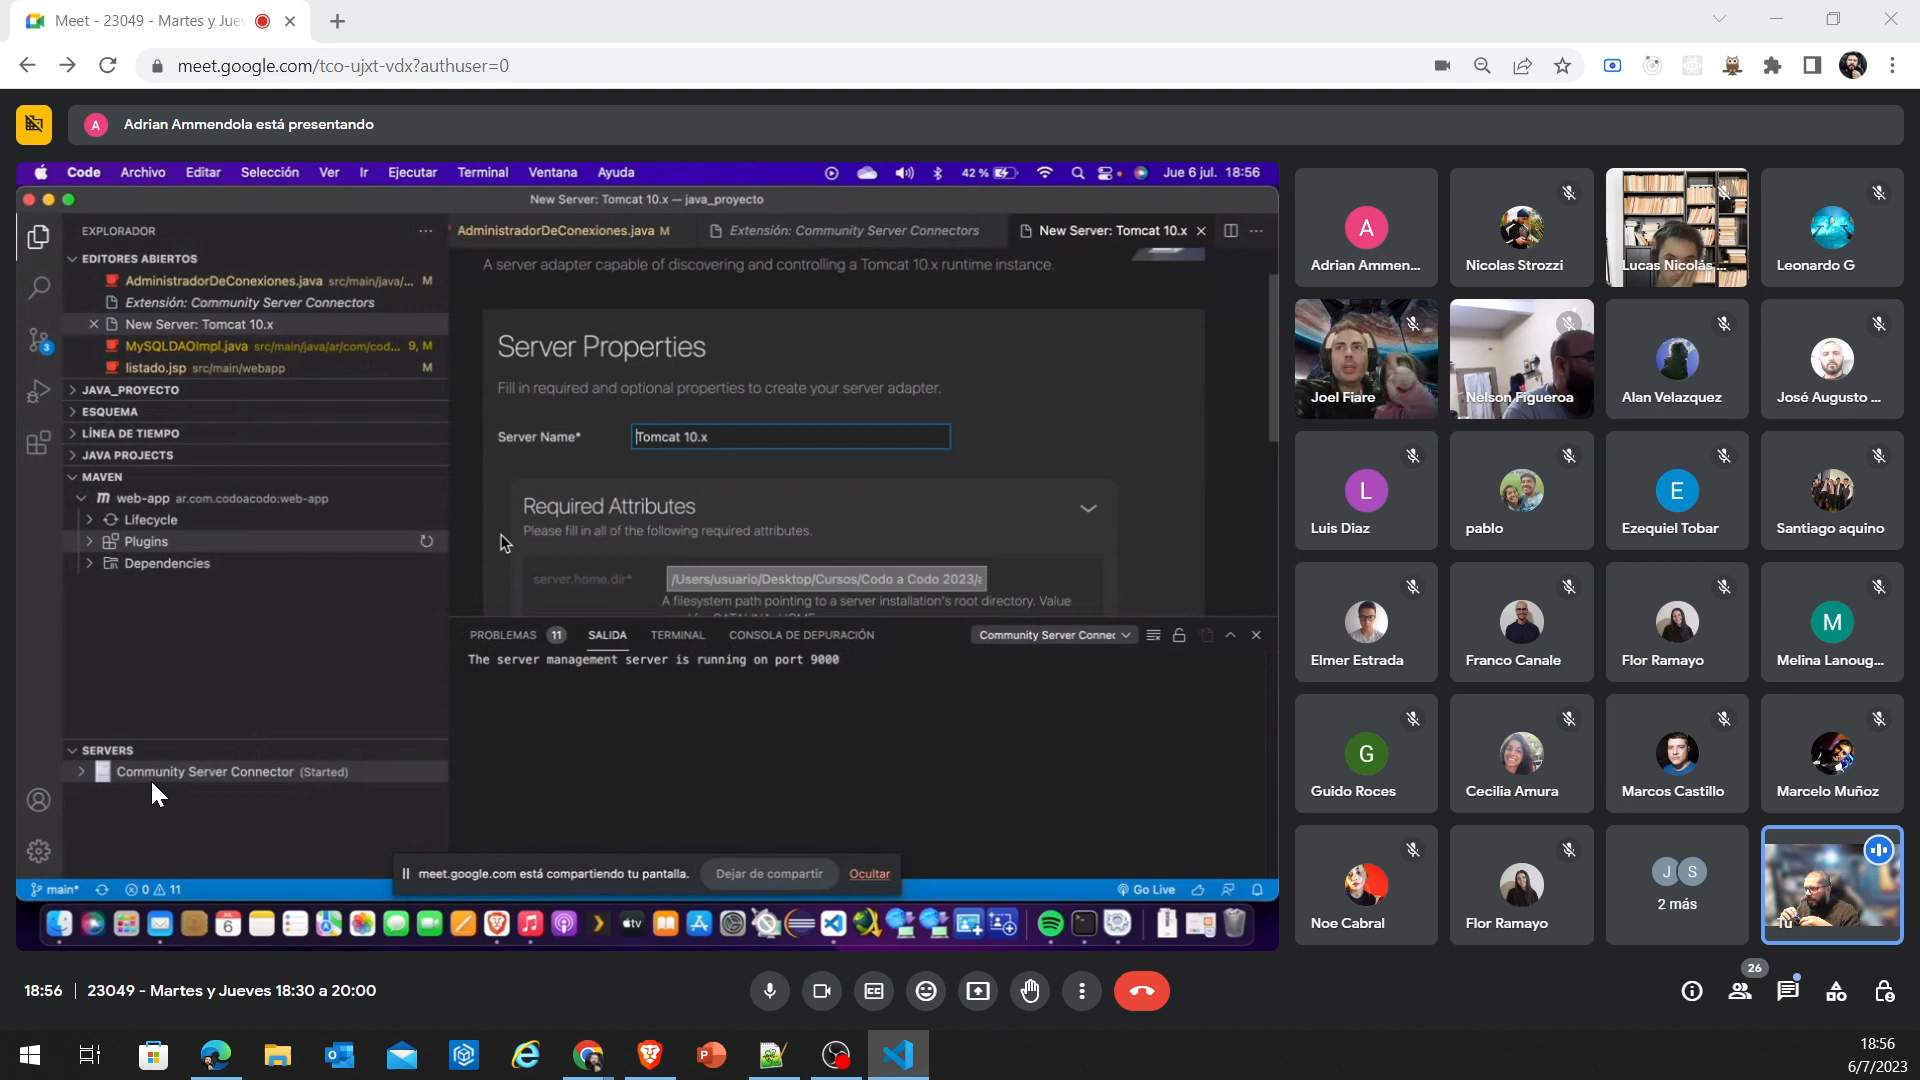 Meet - 23049 - Martes y Jue
meet.google.com/tco-ujxt-vdx?authuser=0
A
Adrian Ammendola está presentando
Code Archivo Editar Selección Ver Ir Ejecutar Terminal Ventana Ayuda
42 %
Jue 6 jul. 18:56
New Server: Tomcat 10.x — java_proyecto
EXPLORADOR
AdministradorDeConexiones.java M
Extensión: Community Server Connectors
New Server: Tomcat 10.x
EDITORES ABIERTOS
AdministradorDeConexiones.java src/main/java/... M
Extensión: Community Server Connectors
New Server: Tomcat 10.x
MySQLDAOImpl.java src/main/java/ar/com/cod... 9, M
listado.jsp src/main/webapp M
JAVA_PROYECTO
ESQUEMA
LÍNEA DE TIEMPO
JAVA PROJECTS
MAVEN
web-app ar.com.codoacodo:web-app
Lifecycle
Plugins
Dependencies
3
A server adapter capable of discovering and controlling a Tomcat 10.x runtime instance.
Server Properties
Fill in required and optional properties to create your server adapter.
Server Name* Tomcat 10.x
Required Attributes
Please fill in all of the following required attributes.
server.home.dir* /Users/usuario/Desktop/Cursos/Codo a Codo 2023/
A filesystem path pointing to a server installation's root directory. Value
PROBLEMAS 11 SALIDA TERMINAL CONSOLA DE DEPURACIÓN
Community Server Connec
The server management server is running on port 9000
SERVERS
Community Server Connector (Started)
meet.google.com está compartiendo tu pantalla. Dejar de compartir Ocultar
main* 0 11
Go Live
6
tv
A
Adrian Ammen...
Nicolas Strozzi
Lucas Nicolás ...
Leonardo G
Joel Fiare
Nelson Figueroa
Alan Velazquez
José Augusto ...
L
Luis Diaz
pablo
E
Ezequiel Tobar
Santiago aquino
Elmer Estrada
Franco Canale
Flor Ramayo
M
Melina Lanoug...
G
Guido Roces
Cecilia Amura
Marcos Castillo
Marcelo Muñoz
Noe Cabral
Flor Ramayo
J S
2 más
Tú
18:56 | 23049 - Martes y Jueves 18:30 a 20:00
26
18:56
6/7/2023